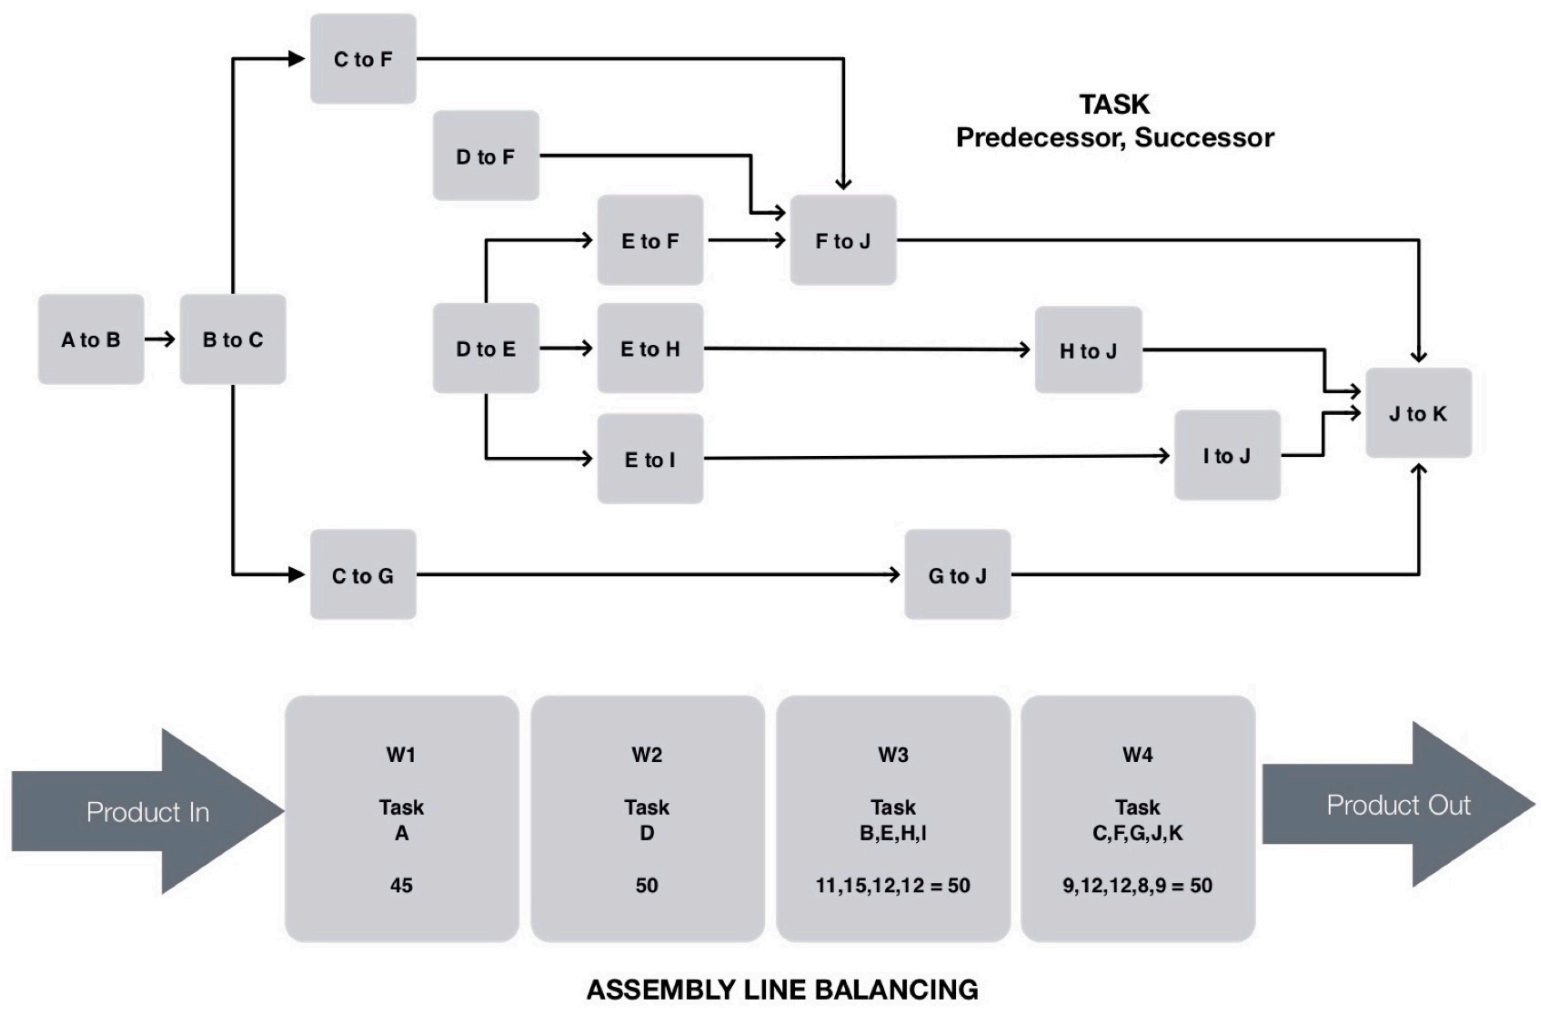 C to F
TASK
Predecessor, Successor
D to F
E to F
F to J
A to B
B to C
D to E
E to H
H to J
J to K
E to I
I to J
C to G
G to J
Product In
W1
Task
A
45
W2
Task
D
50
W3
Task
B,E,H,I
11,15,12,12 = 50
W4
Task
C,F,G,J,K
9,12,12,8,9 = 50
Product Out
ASSEMBLY LINE BALANCING